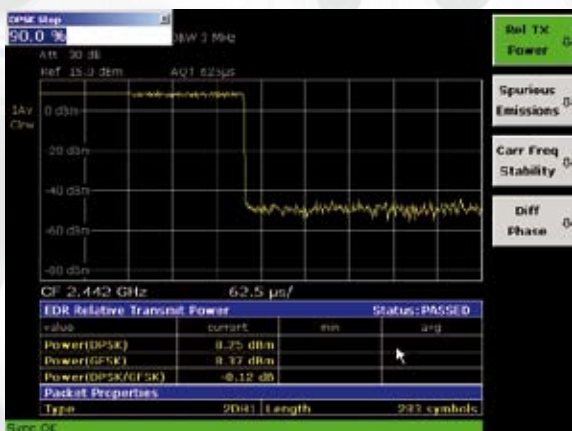 DPSK Stop
90.0 %
RBW 3 MHz
Att 30 dB
Ref 15.0 dBm
AQT 625µs
1Av
Clrw
0 dBm
-20 dBm
-40 dBm
-60 dBm
-80 dBm
CF 2.442 GHz
62.5 µs/
EDR Relative Transmit Power
Status: PASSED
value
current
min
avg
Power(DPSK)
8.25 dBm
Power(GFSK)
8.37 dBm
Power(DPSK/GFSK)
-0.12 dB
Packet Properties
Type
2DH1
Length
233 symbols
Sync OK
Rel TX
Power
Spurious
Emissions
Carr Freq
Stability
Diff
Phase